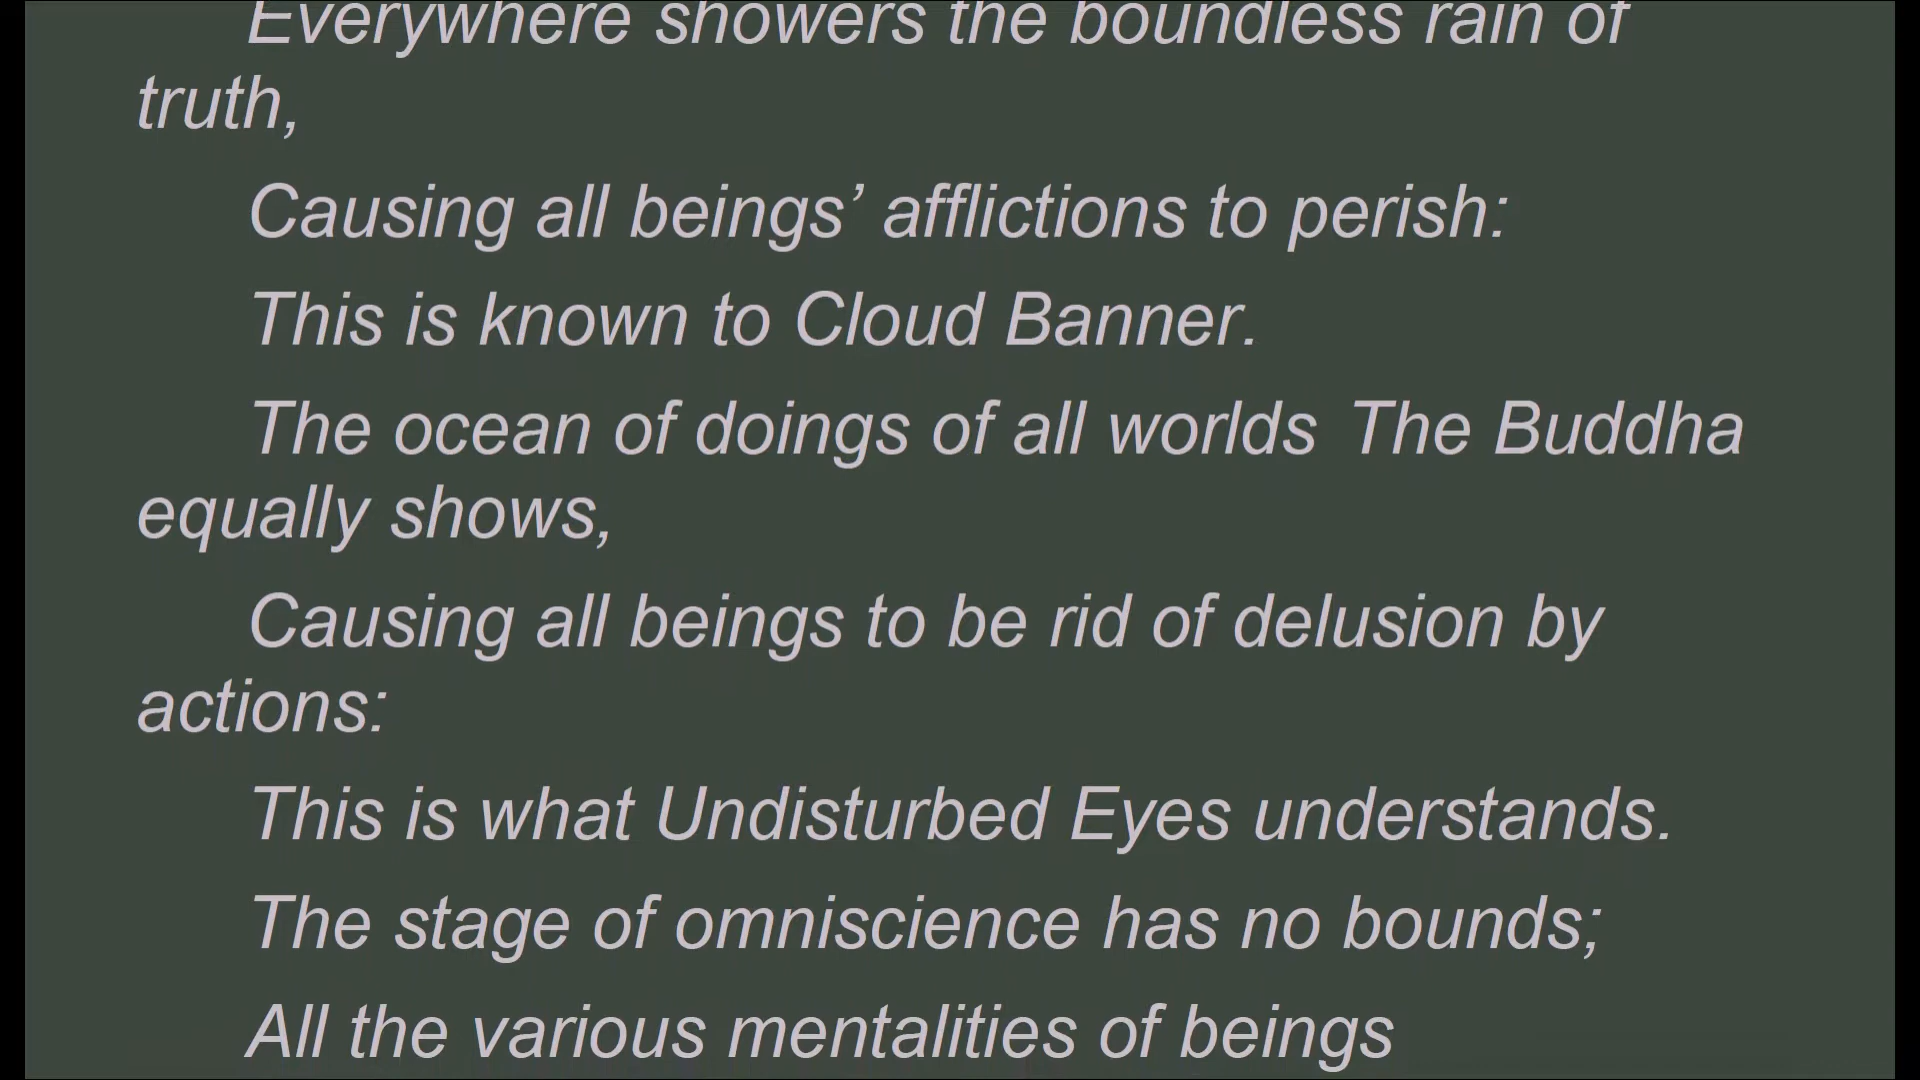 Everywhere showers the boundless rain of
truth,
Causing all beings’ afflictions to perish:
This is known to Cloud Banner.
The ocean of doings of all worlds The Buddha
equally shows,
Causing all beings to be rid of delusion by
actions:
This is what Undisturbed Eyes understands.
The stage of omniscience has no bounds;
All the various mentalities of beings